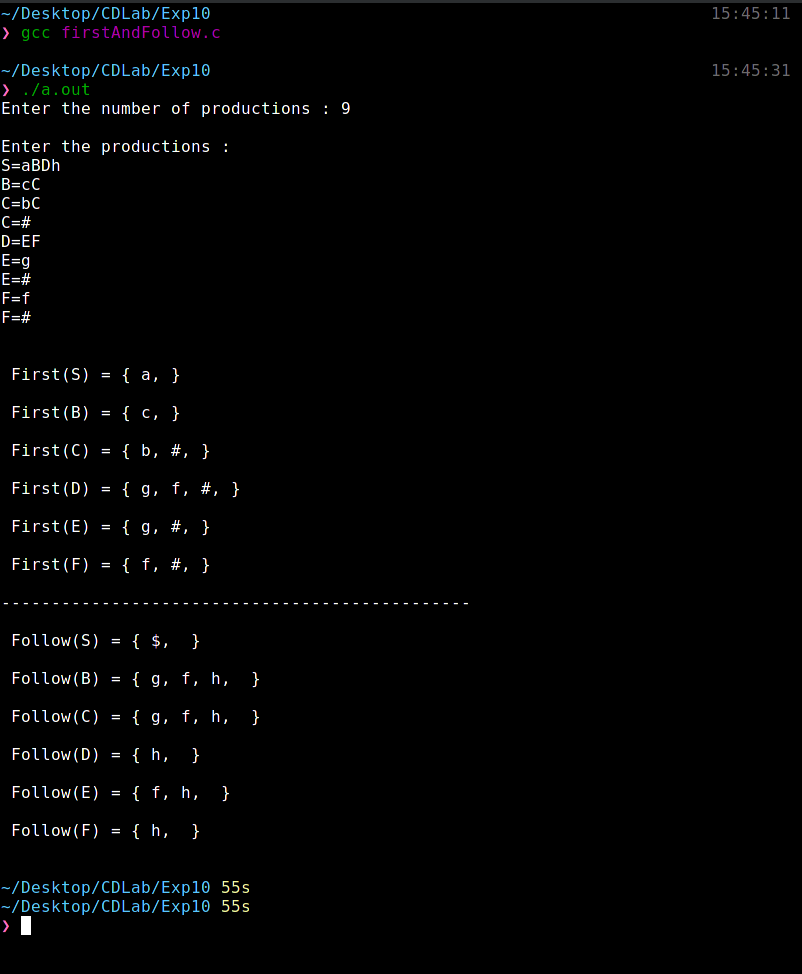 ~/Desktop/CDLab/Exp10 15:45:11
❯ gcc firstAndFollow.c
~/Desktop/CDLab/Exp10 15:45:31
❯ ./a.out
Enter the number of productions : 9
Enter the productions :
S=aBDh
B=cC
C=bC
C=#
D=EF
E=g
E=#
F=f
F=#
First(S) = { a, }
First(B) = { c, }
First(C) = { b, #, }
First(D) = { g, f, #, }
First(E) = { g, #, }
First(F) = { f, #, }
-----------------------------------------------
Follow(S) = { $,  }
Follow(B) = { g, f, h,  }
Follow(C) = { g, f, h,  }
Follow(D) = { h,  }
Follow(E) = { f, h,  }
Follow(F) = { h,  }
~/Desktop/CDLab/Exp10 55s
~/Desktop/CDLab/Exp10 55s
❯